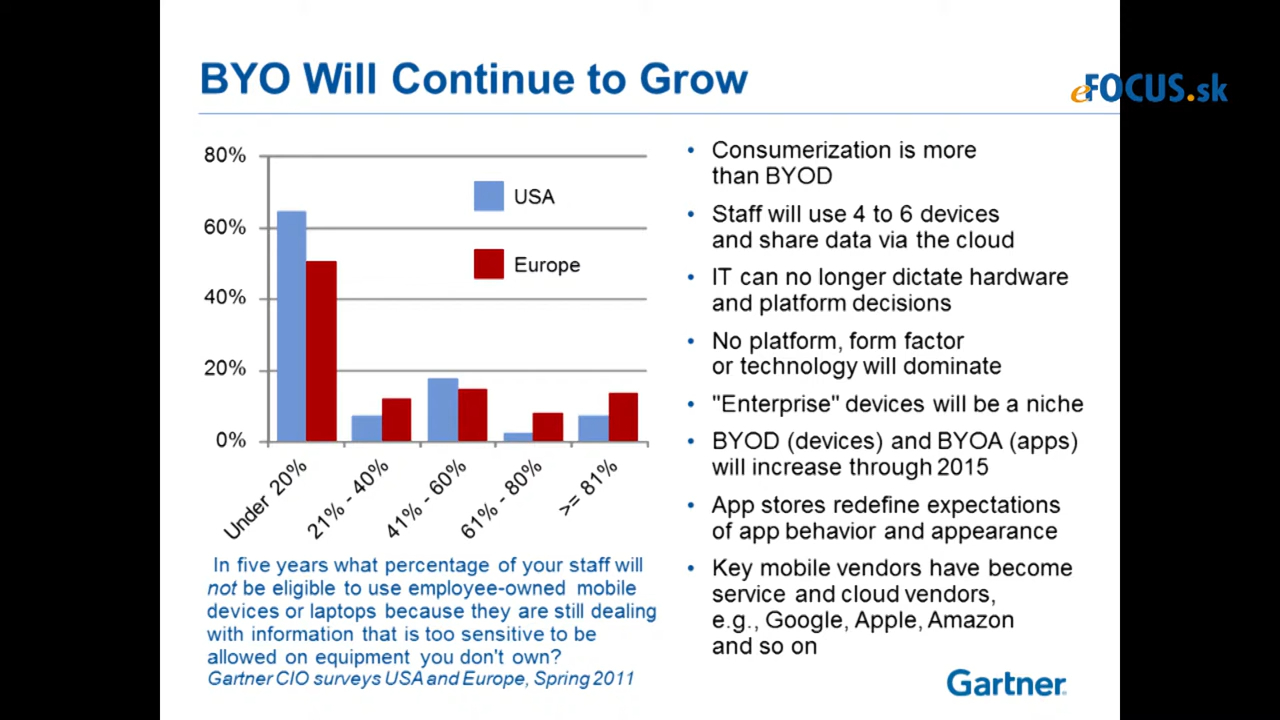 BYO Will Continue to Grow
eFOCUS.sk
80%
60%
40%
20%
0%
USA
Europe
Under 20%
21% - 40%
41% - 60%
61% - 80%
>= 81%
In five years what percentage of your staff will
not be eligible to use employee-owned mobile
devices or laptops because they are still dealing
with information that is too sensitive to be
allowed on equipment you don't own?
Gartner CIO surveys USA and Europe, Spring 2011
• Consumerization is more
than BYOD
• Staff will use 4 to 6 devices
and share data via the cloud
• IT can no longer dictate hardware
and platform decisions
• No platform, form factor
or technology will dominate
• "Enterprise" devices will be a niche
• BYOD (devices) and BYOA (apps)
will increase through 2015
• App stores redefine expectations
of app behavior and appearance
• Key mobile vendors have become
service and cloud vendors,
e.g., Google, Apple, Amazon
and so on
Gartner